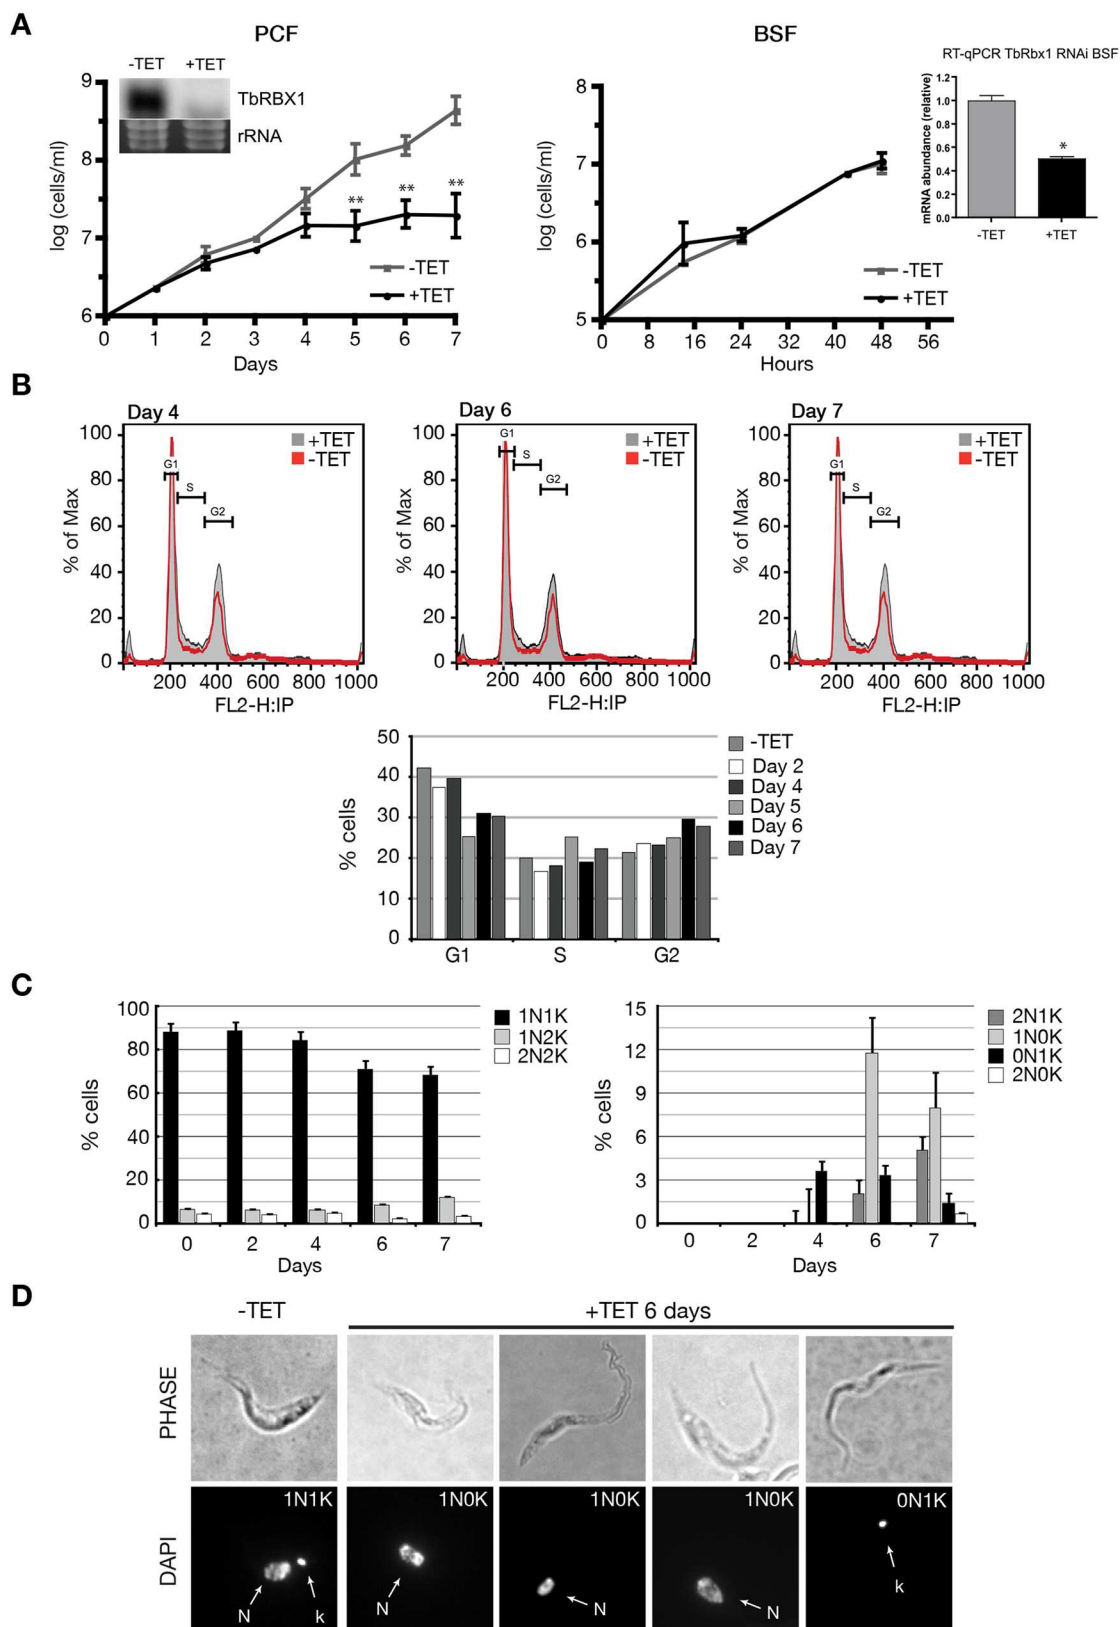 A
PCF
BSF
RT-qPCR TbRbx1 RNAi BSF
-TET +TET
TbRBX1
rRNA
log (cells/ml)
9
8
7
6
** ** **
-TET
+TET
0 1 2 3 4 5 6 7
Days
log (cells/ml)
8
7
6
5
-TET
+TET
0 8 16 24 32 40 48 56
Hours
mRNA abundance (relative)
1.2
1.0
0.8
0.6
0.4
0.2
0.0
*
-TET +TET
B
Day 4
+TET
-TET
G1
S
G2
% of Max
100
80
60
40
20
0
200 400 600 800 1000
FL2-H:IP
Day 6
+TET
-TET
G1
S
G2
% of Max
100
80
60
40
20
0
200 400 600 800 1000
FL2-H:IP
Day 7
+TET
-TET
G1
S
G2
% of Max
100
80
60
40
20
0
200 400 600 800 1000
FL2-H:IP
% cells
50
40
30
20
10
0
G1 S G2
-TET
Day 2
Day 4
Day 5
Day 6
Day 7
C
% cells
100
80
60
40
20
0
0 2 4 6 7
Days
1N1K
1N2K
2N2K
% cells
15
12
9
6
3
0
0 2 4 6 7
Days
2N1K
1N0K
0N1K
2N0K
D
-TET
+TET 6 days
PHASE
DAPI
1N1K
N
k
1N0K
N
1N0K
N
1N0K
N
0N1K
k